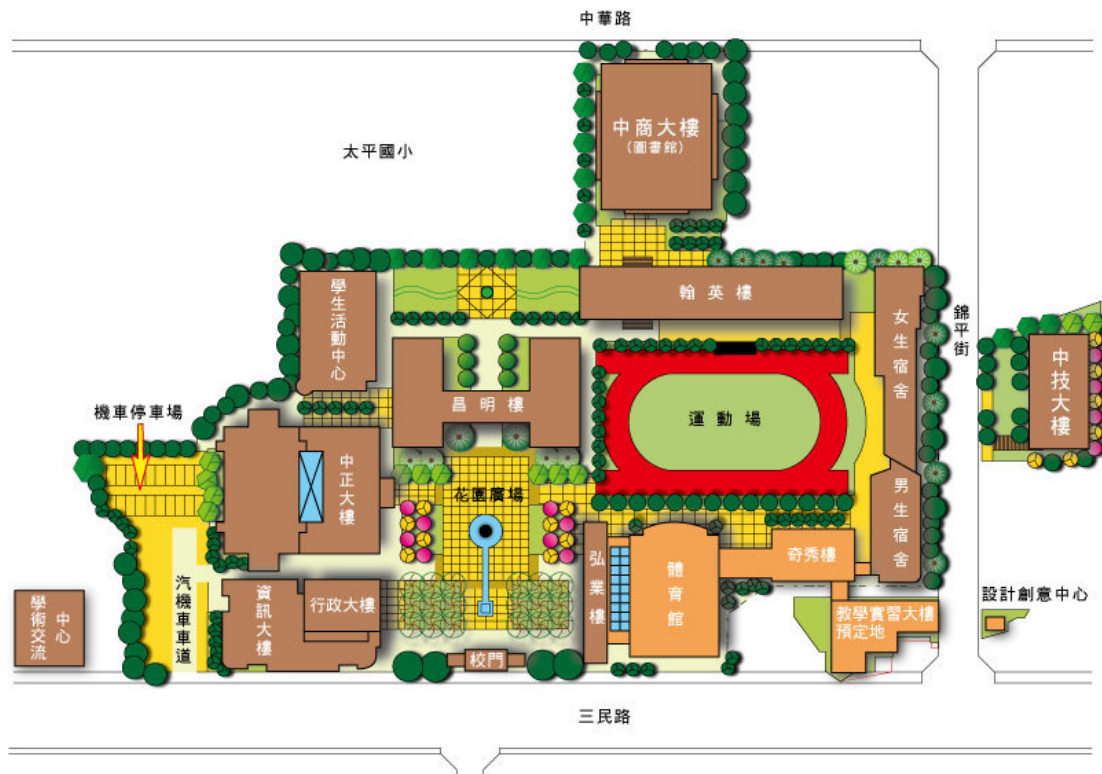 中華路
中商大樓
(圖書館)
太平國小
學生活動中心
翰英樓
女生宿舍
錦平街
中技大樓
昌明樓
運動場
機車停車場
中正大樓
花園廣場
男生宿舍
弘業樓
體育館
奇秀樓
汽機車車道
資訊大樓
行政大樓
學術交流
中心
設計創意中心
教學實習大樓
預定地
校門
三民路